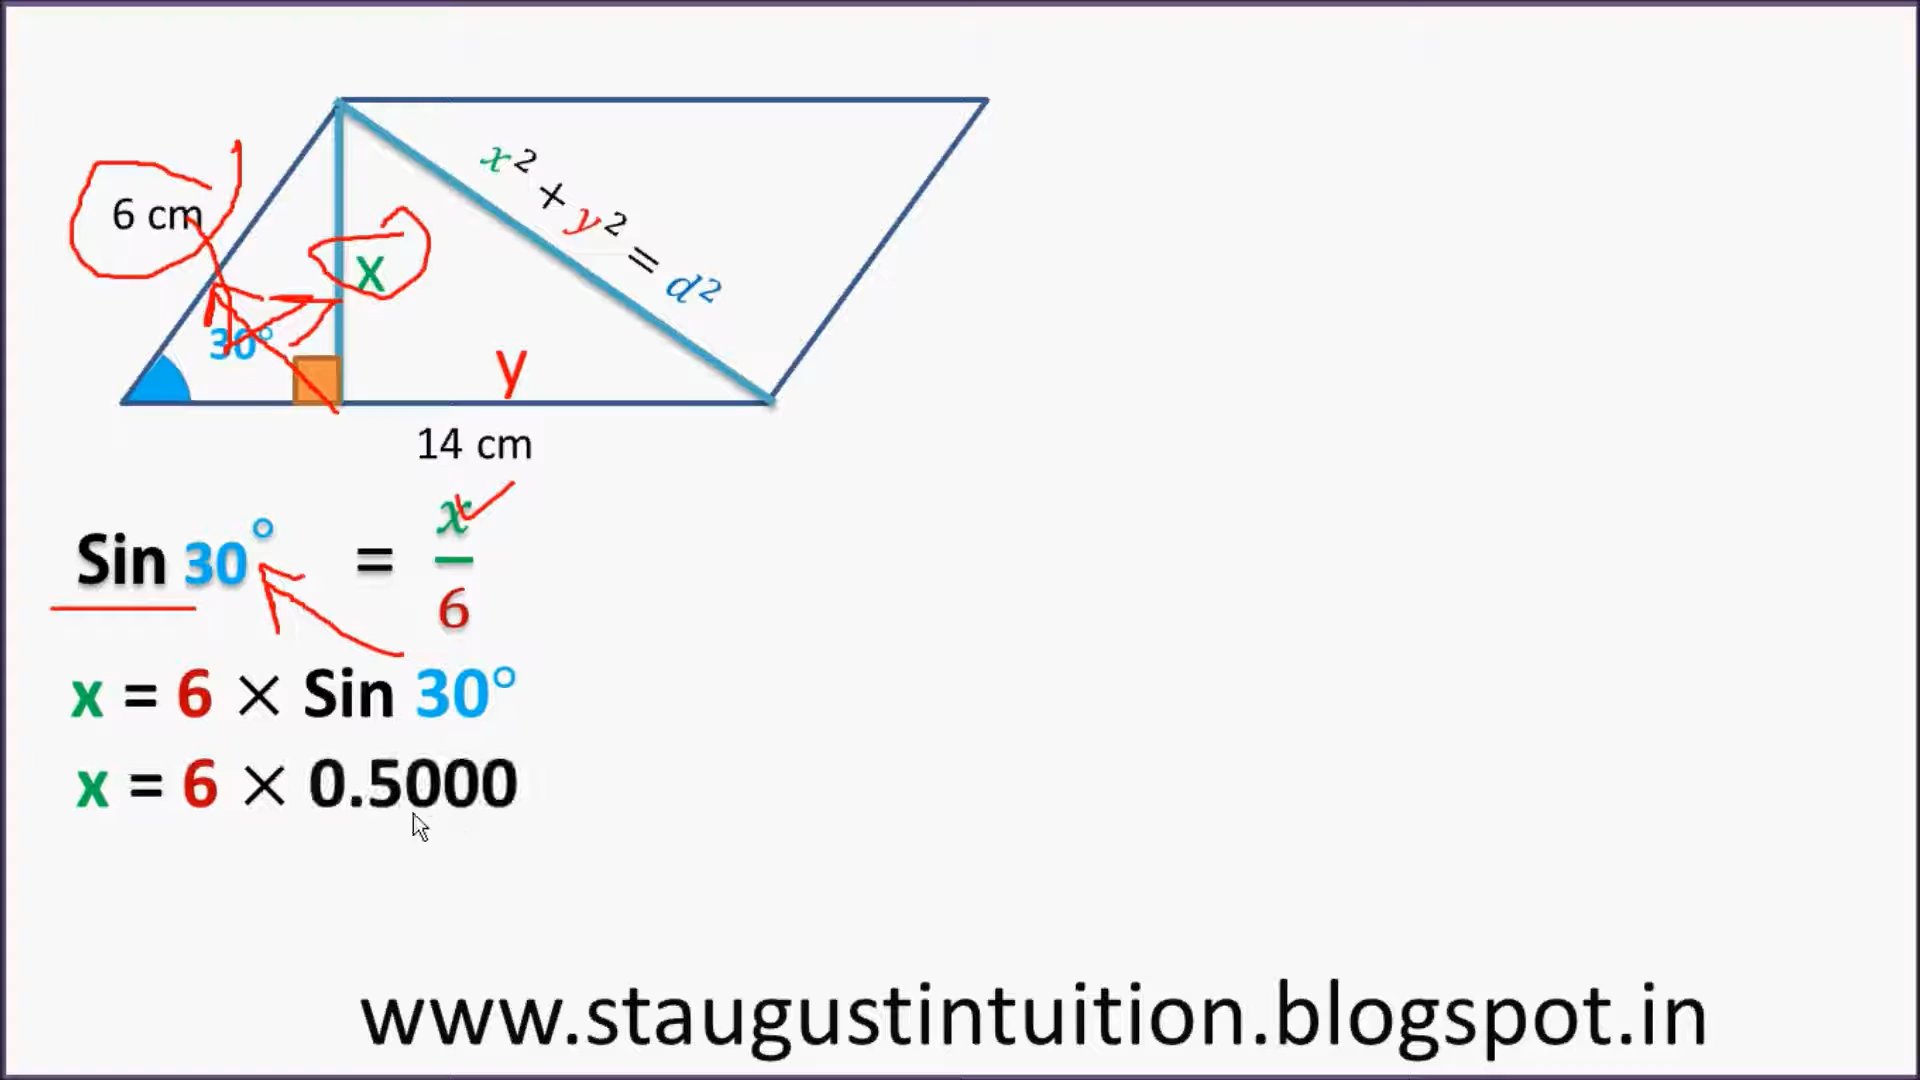 x² + y² = d²
6 cm
x
30°
y
14 cm
Sin 30° = x/6
x = 6 × Sin 30°
x = 6 × 0.5000
www.staugustintuition.blogspot.in